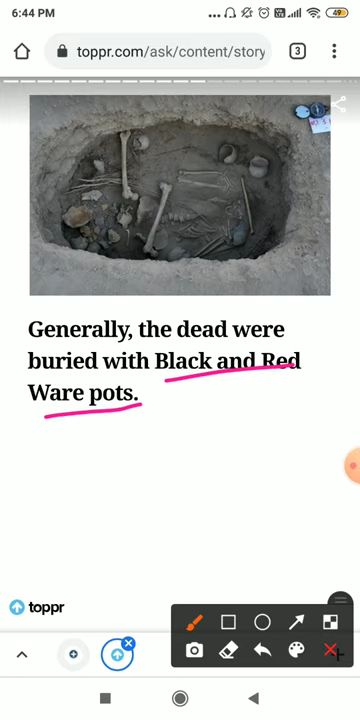 6:44 PM
49
toppr.com/ask/content/story
3
Generally, the dead were
buried with Black and Red
Ware pots.
toppr